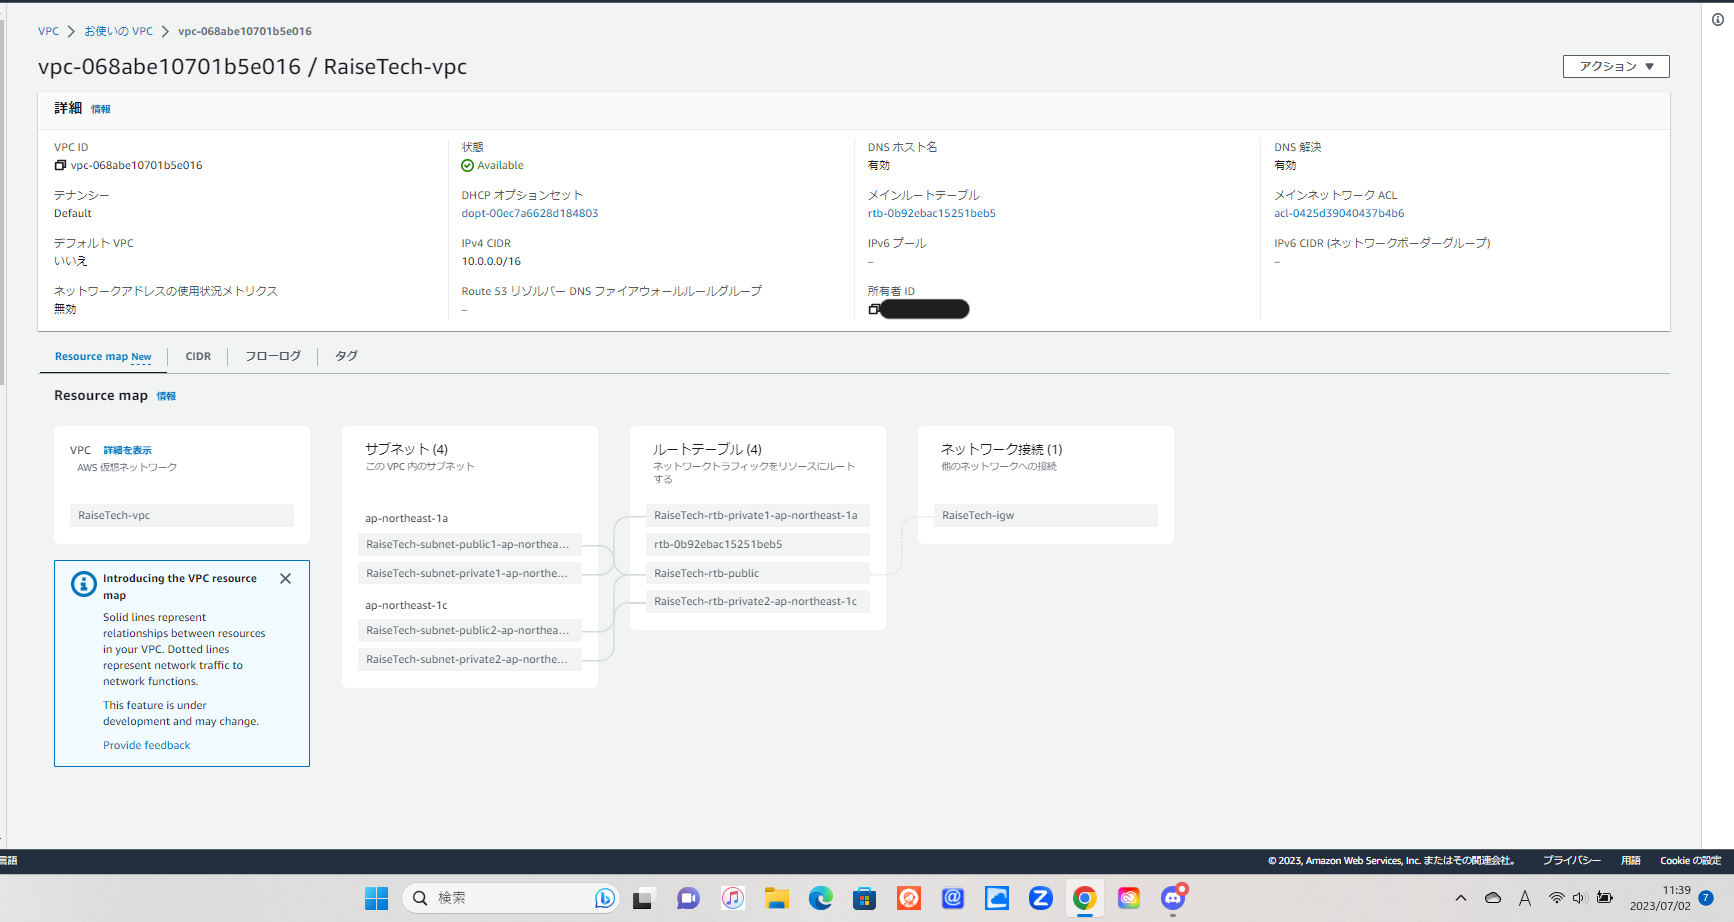 VPC > お使いの VPC > vpc-068abe10701b5e016
vpc-068abe10701b5e016 / RaiseTech-vpc
アクション ▼
詳細 情報
VPC ID
vpc-068abe10701b5e016
状態
Available
DNS ホスト名
有効
DNS 解決
有効
テナンシー
Default
DHCP オプションセット
dopt-00ec7a6628d184803
メインルートテーブル
rtb-0b92ebac15251beb5
メインネットワーク ACL
acl-0425d39040437b4b6
デフォルト VPC
いいえ
IPv4 CIDR
10.0.0.0/16
IPv6 プール
–
IPv6 CIDR (ネットワークボーダーグループ)
–
ネットワークアドレスの使用状況メトリクス
無効
Route 53 リゾルバー DNS ファイアウォールルールグループ
–
所有者 ID
Resource map New
CIDR
フローログ
タグ
Resource map 情報
VPC 詳細を表示
AWS 仮想ネットワーク
RaiseTech-vpc
Introducing the VPC resource
map
Solid lines represent
relationships between resources
in your VPC. Dotted lines
represent network traffic to
network functions.
This feature is under
development and may change.
Provide feedback
サブネット (4)
この VPC 内のサブネット
ap-northeast-1a
RaiseTech-subnet-public1-ap-northea...
RaiseTech-subnet-private1-ap-northe...
ap-northeast-1c
RaiseTech-subnet-public2-ap-northea...
RaiseTech-subnet-private2-ap-northe...
ルートテーブル (4)
ネットワークトラフィックをリソースにルート
する
RaiseTech-rtb-private1-ap-northeast-1a
rtb-0b92ebac15251beb5
RaiseTech-rtb-public
RaiseTech-rtb-private2-ap-northeast-1c
ネットワーク接続 (1)
他のネットワークへの接続
RaiseTech-igw
言語
© 2023, Amazon Web Services, Inc. またはその関連会社。
プライバシー
用語
Cookie の設定
検索
A
11:39
2023/07/02
7